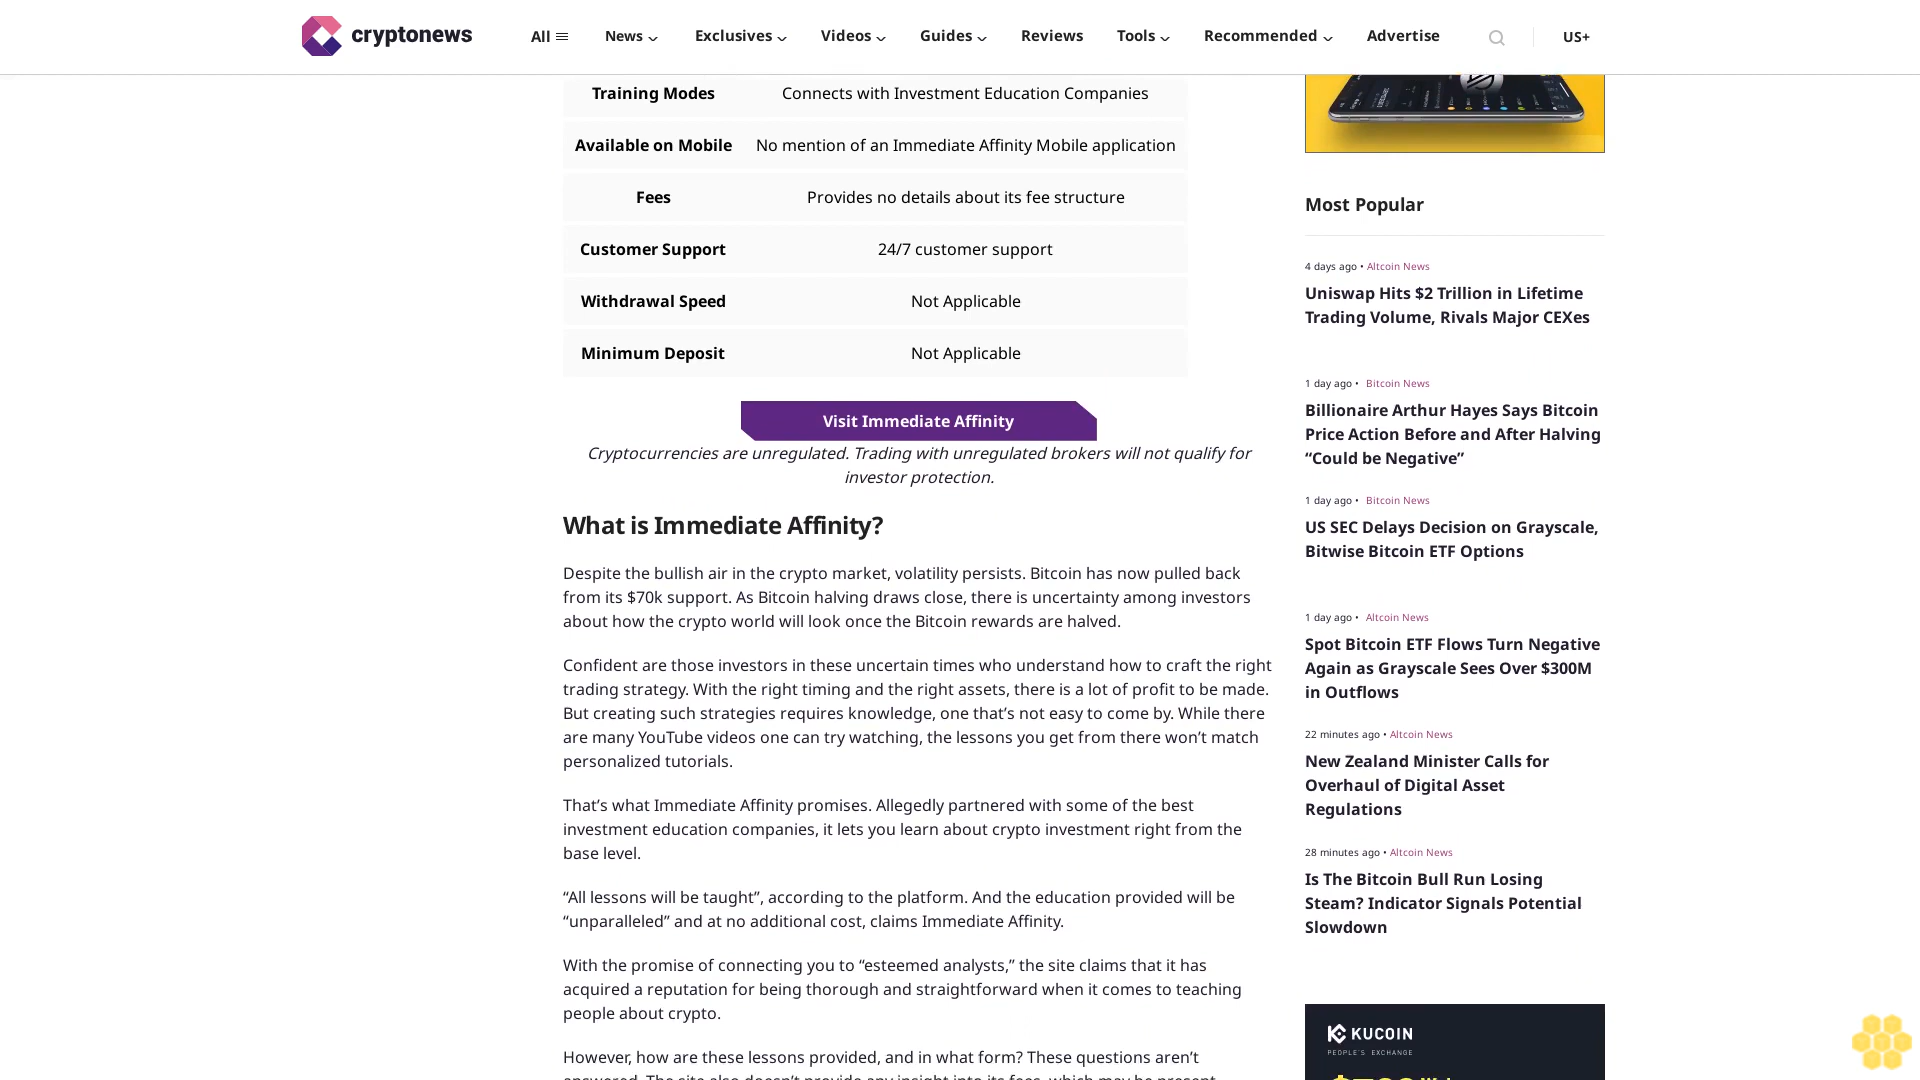 cryptonews
All
News
Exclusives
Videos
Guides
Reviews
Tools
Recommended
Advertise
US+
Training Modes Connects with Investment Education Companies
Available on Mobile No mention of an Immediate Affinity Mobile application
Fees Provides no details about its fee structure
Customer Support 24/7 customer support
Withdrawal Speed Not Applicable
Minimum Deposit Not Applicable
Visit Immediate Affinity
Cryptocurrencies are unregulated. Trading with unregulated brokers will not qualify for
investor protection.
What is Immediate Affinity?
Despite the bullish air in the crypto market, volatility persists. Bitcoin has now pulled back
from its $70k support. As Bitcoin halving draws close, there is uncertainty among investors
about how the crypto world will look once the Bitcoin rewards are halved.
Confident are those investors in these uncertain times who understand how to craft the right
trading strategy. With the right timing and the right assets, there is a lot of profit to be made.
But creating such strategies requires knowledge, one that’s not easy to come by. While there
are many YouTube videos one can try watching, the lessons you get from there won’t match
personalized tutorials.
That’s what Immediate Affinity promises. Allegedly partnered with some of the best
investment education companies, it lets you learn about crypto investment right from the
base level.
“All lessons will be taught”, according to the platform. And the education provided will be
“unparalleled” and at no additional cost, claims Immediate Affinity.
With the promise of connecting you to “esteemed analysts,” the site claims that it has
acquired a reputation for being thorough and straightforward when it comes to teaching
people about crypto.
However, how are these lessons provided, and in what form? These questions aren’t
answered. The site also doesn’t provide any insight into its fees, which may be present
Most Popular
4 days ago • Altcoin News
Uniswap Hits $2 Trillion in Lifetime
Trading Volume, Rivals Major CEXes
1 day ago • Bitcoin News
Billionaire Arthur Hayes Says Bitcoin
Price Action Before and After Halving
“Could be Negative”
1 day ago • Bitcoin News
US SEC Delays Decision on Grayscale,
Bitwise Bitcoin ETF Options
1 day ago • Altcoin News
Spot Bitcoin ETF Flows Turn Negative
Again as Grayscale Sees Over $300M
in Outflows
22 minutes ago • Altcoin News
New Zealand Minister Calls for
Overhaul of Digital Asset
Regulations
28 minutes ago • Altcoin News
Is The Bitcoin Bull Run Losing
Steam? Indicator Signals Potential
Slowdown
KUCOIN
PEOPLE'S EXCHANGE